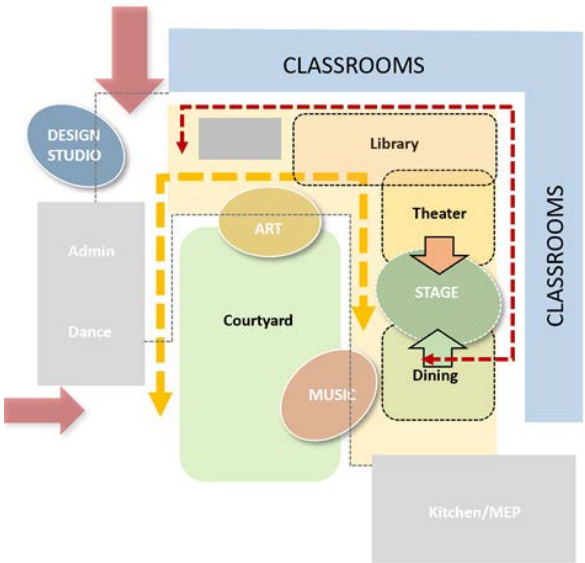 CLASSROOMS
DESIGN
STUDIO
Library
Theater
CLASSROOMS
ART
Admin
STAGE
Courtyard
Dance
Dining
MUSIC
Kitchen/MEP